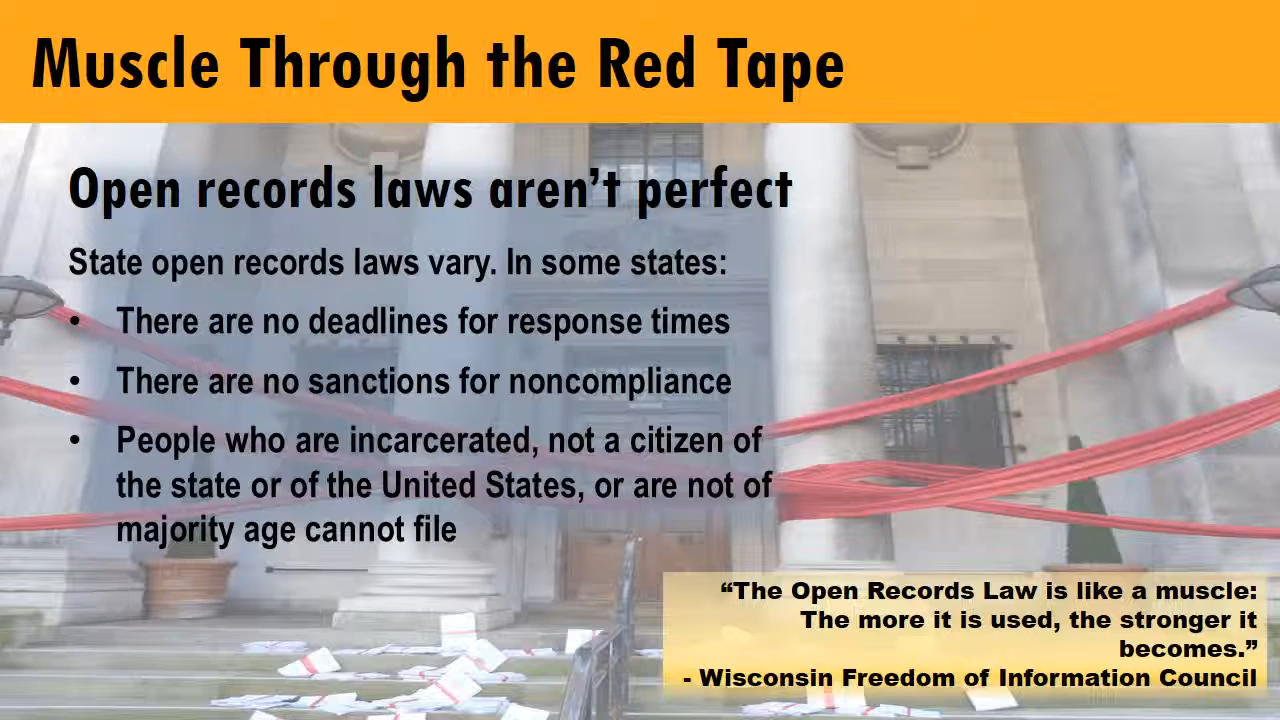 Muscle Through the Red Tape
Open records laws aren’t perfect
State open records laws vary. In some states:
• There are no deadlines for response times
• There are no sanctions for noncompliance
• People who are incarcerated, not a citizen of
the state or of the United States, or are not of
majority age cannot file
“The Open Records Law is like a muscle:
The more it is used, the stronger it
becomes.”
- Wisconsin Freedom of Information Council